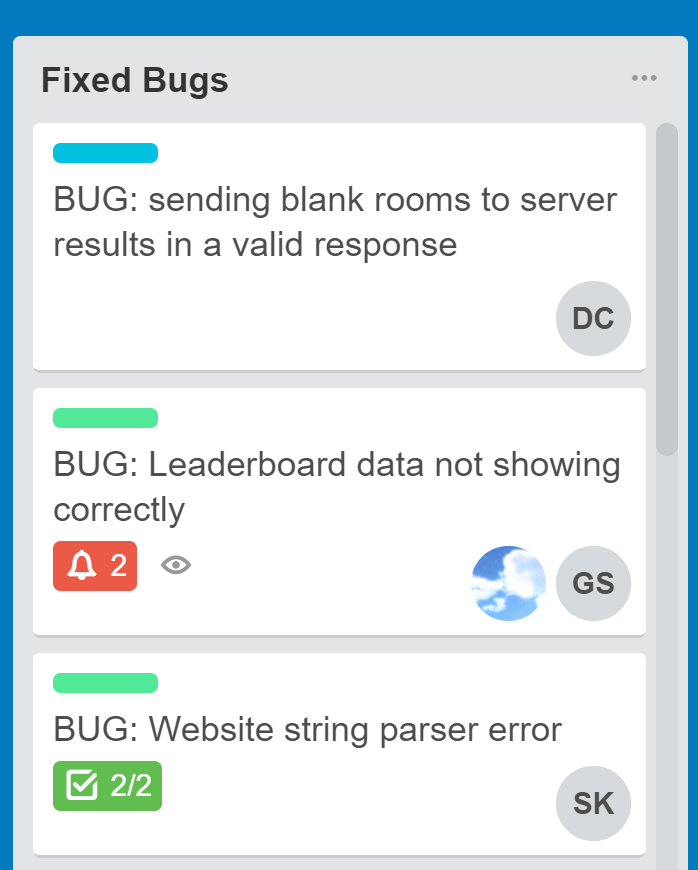 Fixed Bugs
BUG: sending blank rooms to server
results in a valid response
DC
BUG: Leaderboard data not showing
correctly
2
GS
BUG: Website string parser error
2/2
SK